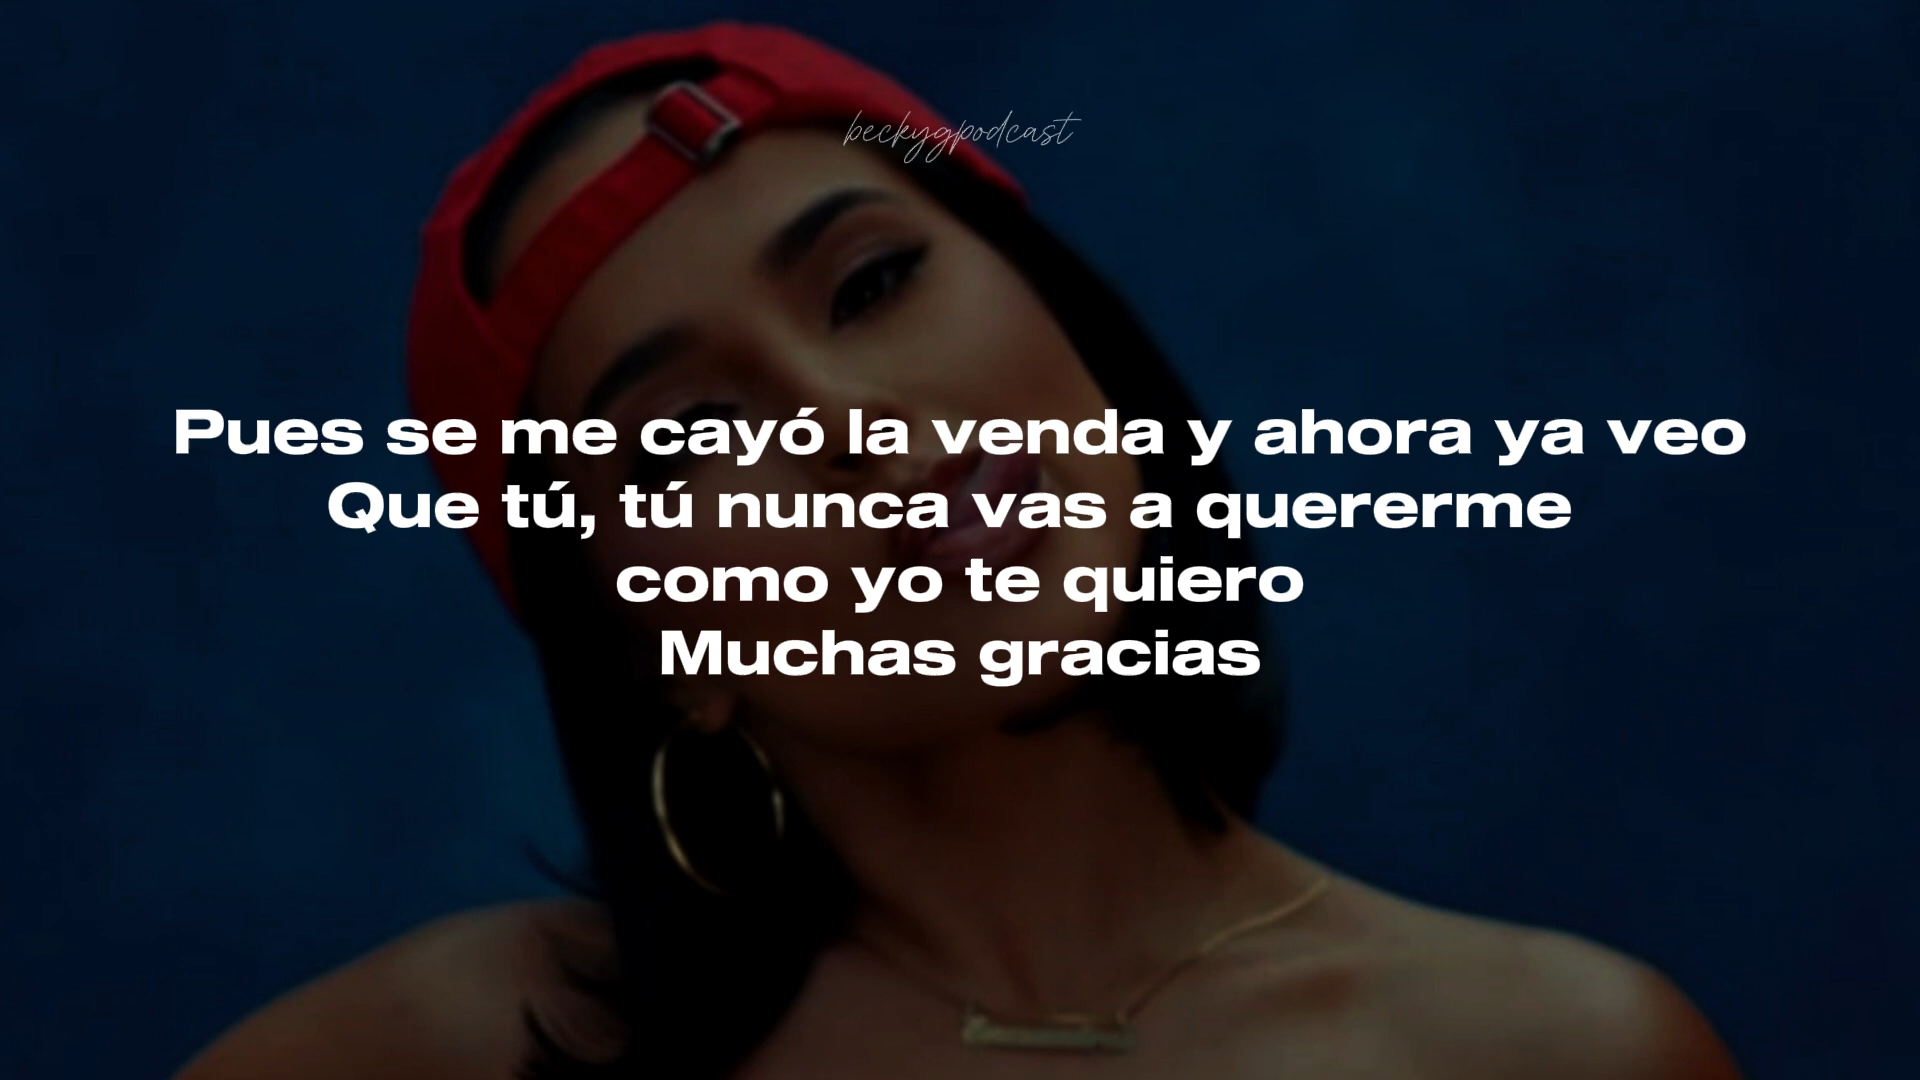 beckygpodcast
Pues se me cayó la venda y ahora ya veo
Que tú, tú nunca vas a quererme
como yo te quiero
Muchas gracias